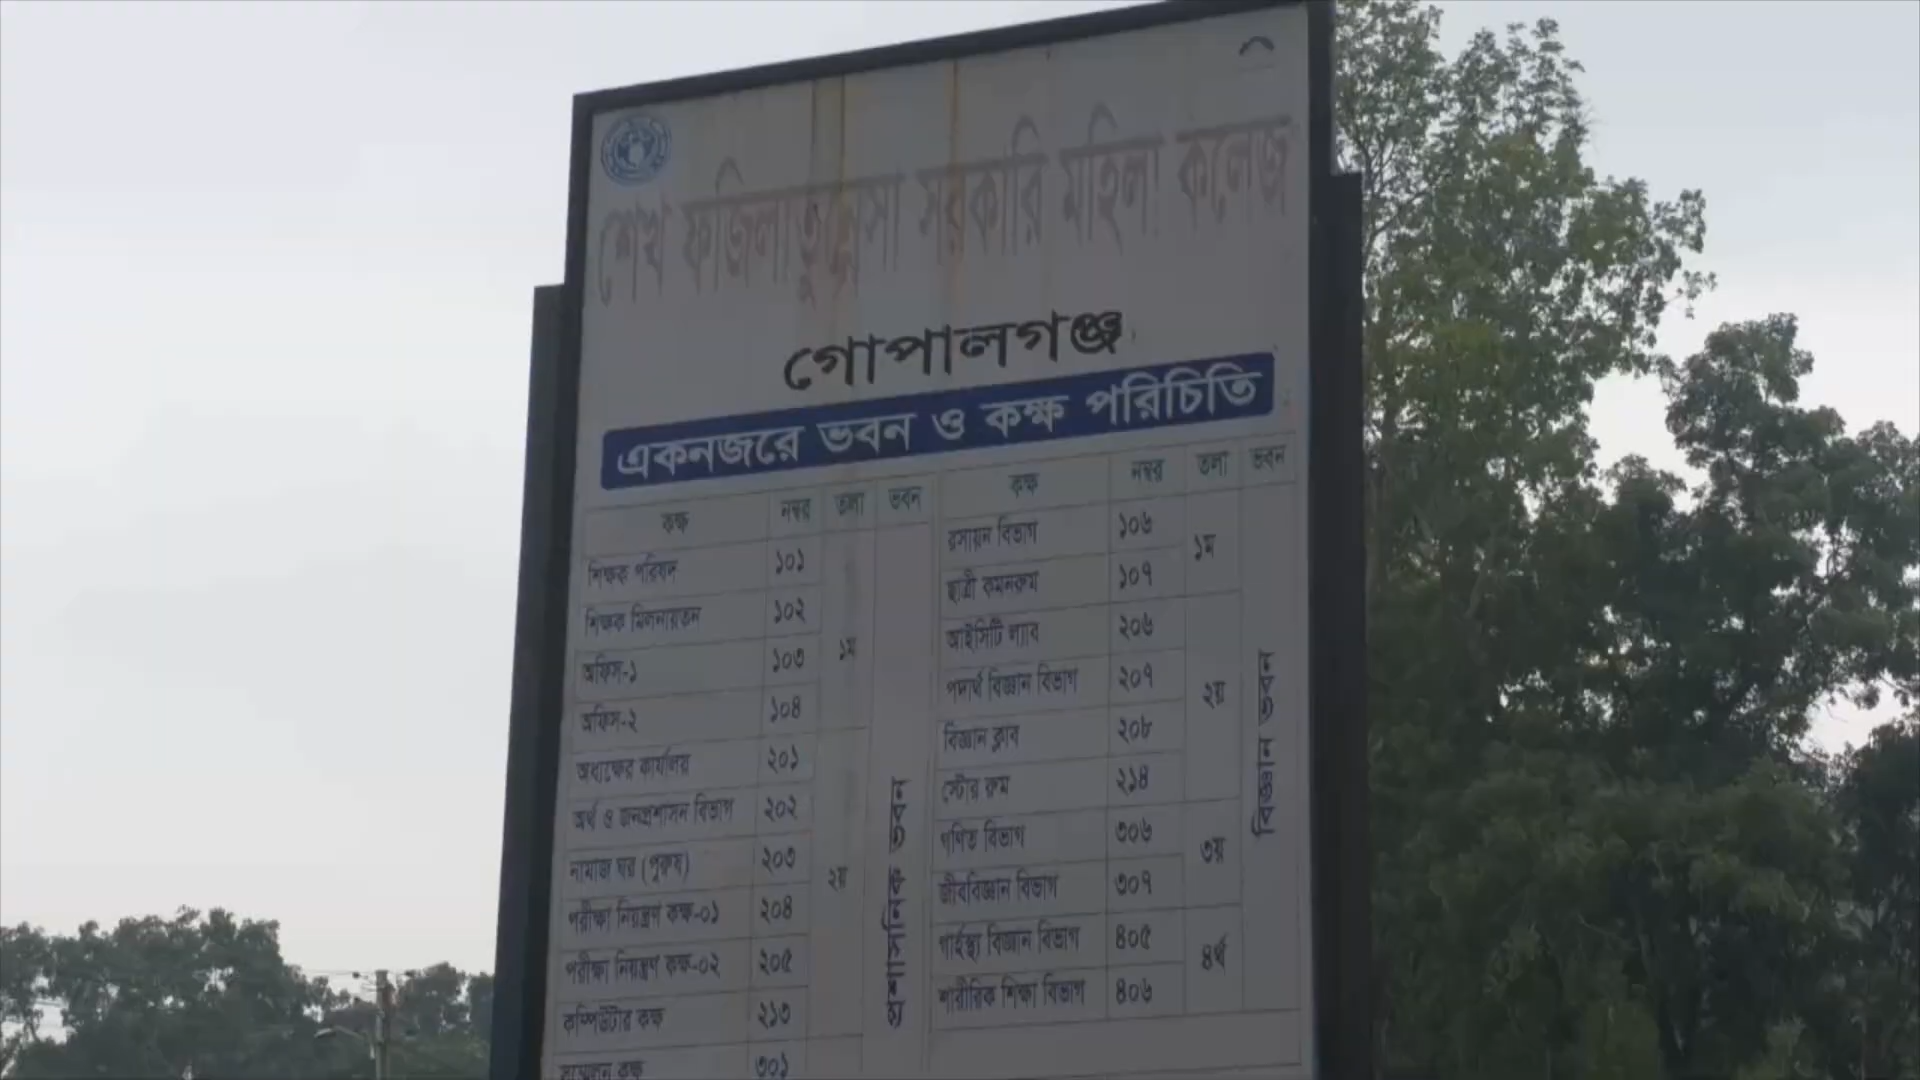 শেখ ফজিলাতুন্নেসা সরকারি মহিলা কলেজ
গোপালগঞ্জ
একনজরে ভবন ও কক্ষ পরিচিতি
কক্ষ নম্বর তলা ভবন
শিক্ষক পরিষদ ১০১
শিক্ষক মিলনায়তন ১০২
অফিস-১ ১০৩
অফিস-২ ১০৪
১ম
অধ্যক্ষের কার্যালয় ২০১
অর্থ ও জনপ্রশাসন বিভাগ ২০২
নামাজ ঘর (পুরুষ) ২০৩
পরীক্ষা নিয়ন্ত্রণ কক্ষ-০১ ২০৪
পরীক্ষা নিয়ন্ত্রণ কক্ষ-০২ ২০৫
কম্পিউটার কক্ষ ২১৩
২য়
সম্মেলন কক্ষ ৩০১
প্রশাসনিক ভবন
কক্ষ নম্বর তলা ভবন
রসায়ন বিভাগ ১০৬
ছাত্রী কমনরুম ১০৭
১ম
আইসিটি ল্যাব ২০৬
পদার্থ বিজ্ঞান বিভাগ ২০৭
বিজ্ঞান ক্লাব ২০৮
স্টোর রুম ২১৪
২য়
গণিত বিভাগ ৩০৬
জীববিজ্ঞান বিভাগ ৩০৭
৩য়
গার্হস্থ্য বিজ্ঞান বিভাগ ৪০৫
শারীরিক শিক্ষা বিভাগ ৪০৬
৪র্থ
বিজ্ঞান ভবন